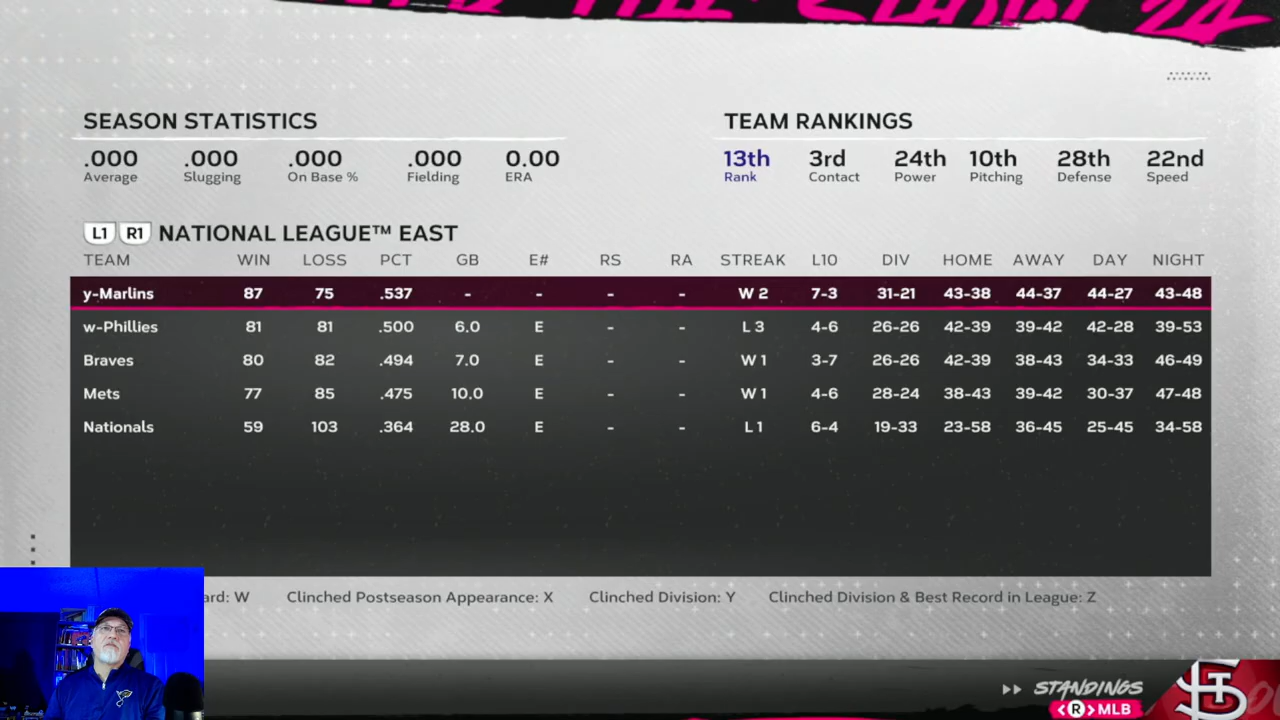 THE SHOW 24
SEASON STATISTICS
.000 .000 .000 .000 0.00
Average Slugging On Base % Fielding ERA
TEAM RANKINGS
13th 3rd 24th 10th 28th 22nd
Rank Contact Power Pitching Defense Speed
L1 R1 NATIONAL LEAGUE™ EAST
TEAM WIN LOSS PCT GB E# RS RA STREAK L10 DIV HOME AWAY DAY NIGHT
y-Marlins 87 75 .537 - - - - W 2 7-3 31-21 43-38 44-37 44-27 43-48
w-Phillies 81 81 .500 6.0 E - - L 3 4-6 26-26 42-39 39-42 42-28 39-53
Braves 80 82 .494 7.0 E - - W 1 3-7 26-26 42-39 38-43 34-33 46-49
Mets 77 85 .475 10.0 E - - W 1 4-6 28-24 38-43 39-42 30-37 47-48
Nationals 59 103 .364 28.0 E - - L 1 6-4 19-33 23-58 36-45 25-45 34-58
ard: W Clinched Postseason Appearance: X Clinched Division: Y Clinched Division & Best Record in League: Z
STANDINGS
R MLB
STL